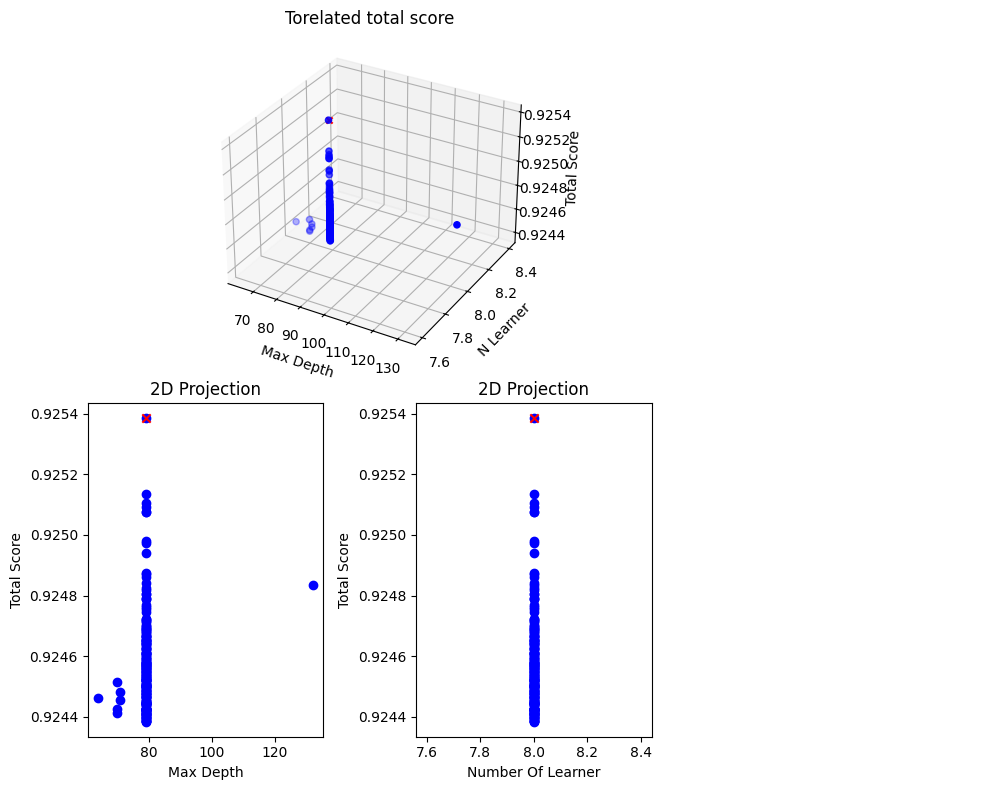 Torelated total score
0.9254
0.9252
0.9250
0.9248
0.9246
0.9244
Total Score
8.4
8.2
8.0
7.8
7.6
N Learner
70
80
90
100
110
120
130
Max Depth
2D Projection
0.9254
0.9252
0.9250
0.9248
0.9246
0.9244
Total Score
80 100 120
Max Depth
2D Projection
0.9254
0.9252
0.9250
0.9248
0.9246
0.9244
Total Score
7.6 7.8 8.0 8.2 8.4
Number Of Learner